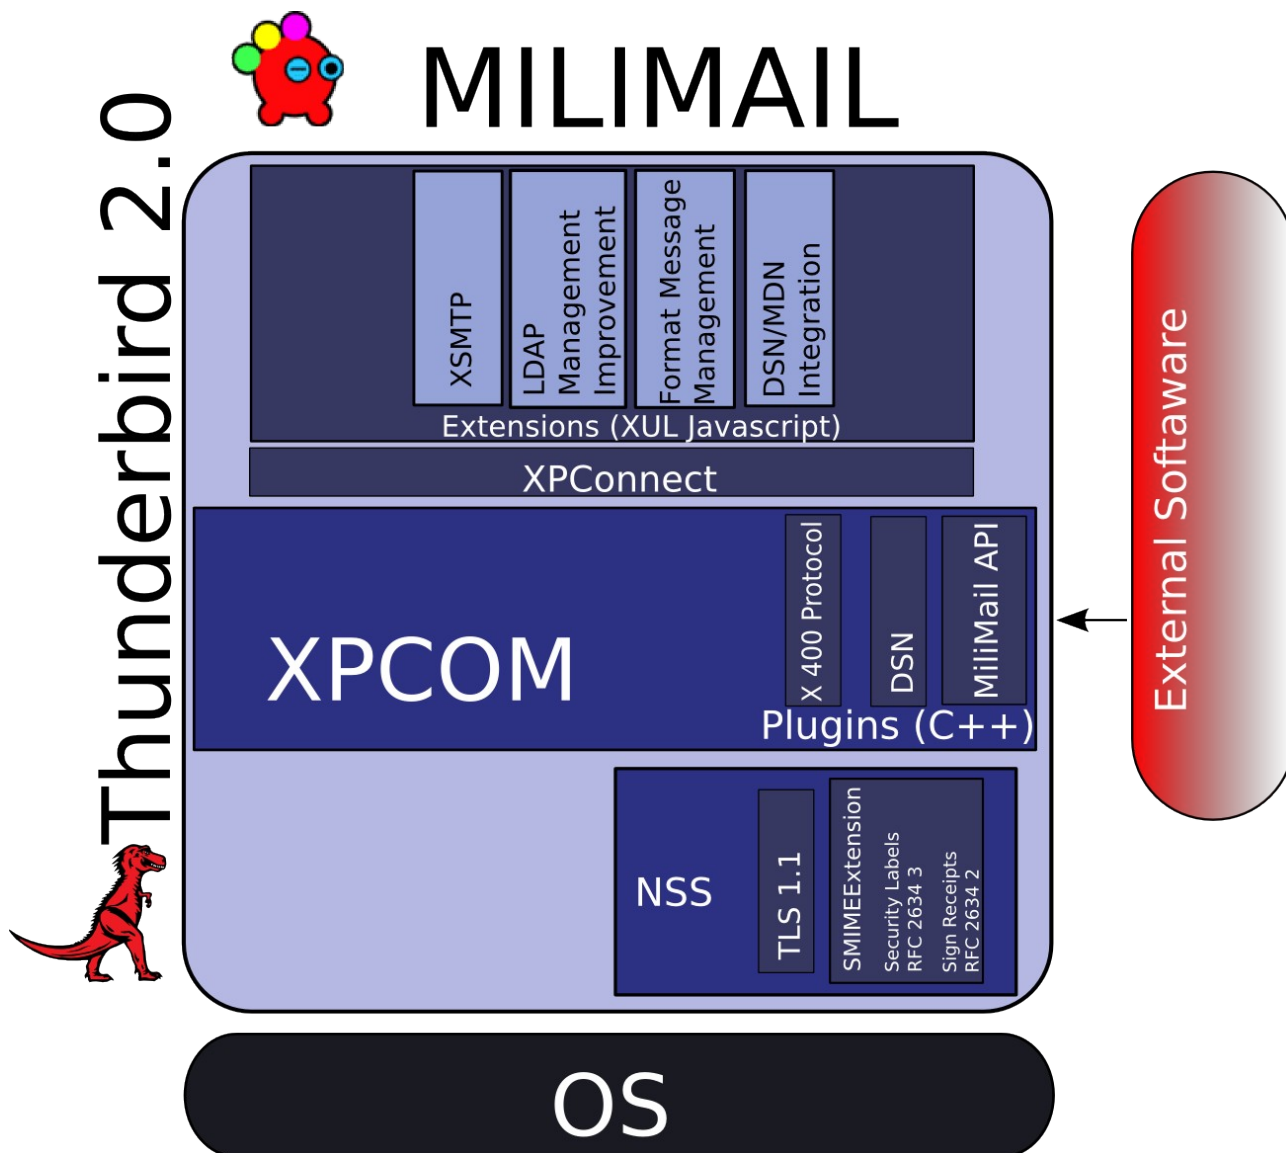 MILIMAIL
Thunderbird 2.0
XSMTP
LDAP
Management
Improvement
Format Message
Management
DSN/MDN
Integration
Extensions (XUL Javascript)
XPConnect
XPCOM
X 400 Protocol
DSN
MiliMail API
Plugins (C++)
NSS
TLS 1.1
SMIMEExtension
Security Labels
RFC 2634 3
Sign Receipts
RFC 2634 2
External Softaware
OS